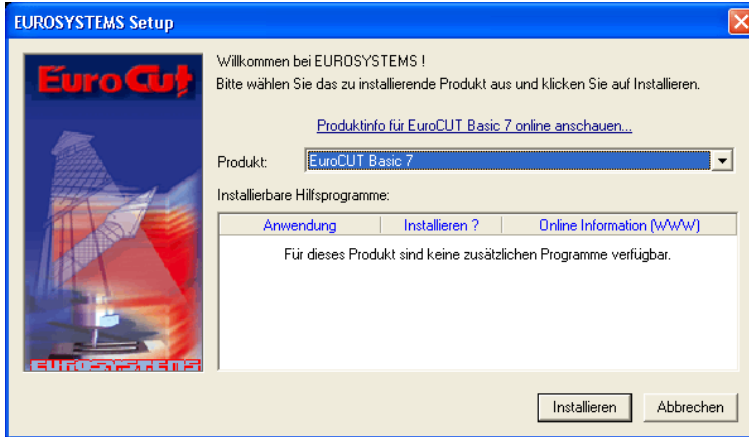 EUROSYSTEMS Setup
EuroCut
Willkommen bei EUROSYSTEMS !
Bitte wählen Sie das zu installierende Produkt aus und klicken Sie auf Installieren.
Produktinfo für EuroCUT Basic 7 online anschauen...
Produkt:
EuroCUT Basic 7
Installierbare Hilfsprogramme:
Anwendung
Installieren ?
Online Information (WWW)
Für dieses Produkt sind keine zusätzlichen Programme verfügbar.
EUROSYSTEMS
Installieren
Abbrechen